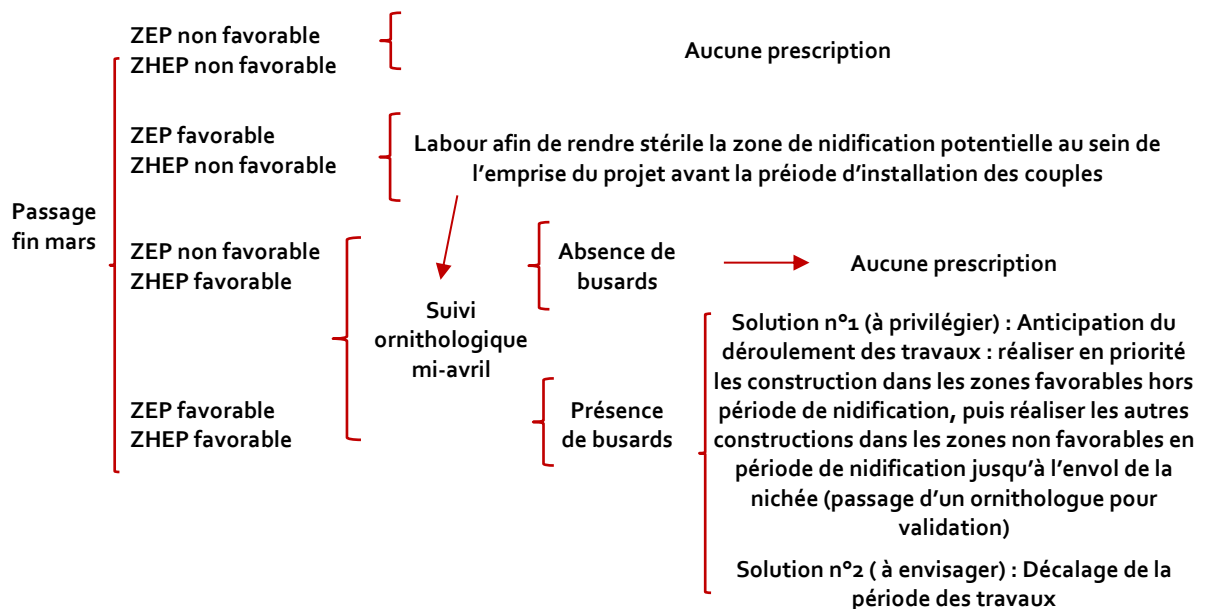 ZEP non favorable
ZHEP non favorable
Aucune prescription
ZEP favorable
ZHEP non favorable
Labour afin de rendre stérile la zone de nidification potentielle au sein de
l'emprise du projet avant la préiode d'installation des couples
Passage
fin mars
ZEP non favorable
ZHEP favorable
Absence de
busards
Aucune prescription
Suivi
ornithologique
mi-avril
ZEP favorable
ZHEP favorable
Présence
de busards
Solution n°1 (à privilégier) : Anticipation du
déroulement des travaux : réaliser en priorité
les construction dans les zones favorables hors
période de nidification, puis réaliser les autres
constructions dans les zones non favorables en
période de nidification jusqu'à l'envol de la
nichée (passage d'un ornithologue pour
validation)
Solution n°2 ( à envisager) : Décalage de la
période des travaux